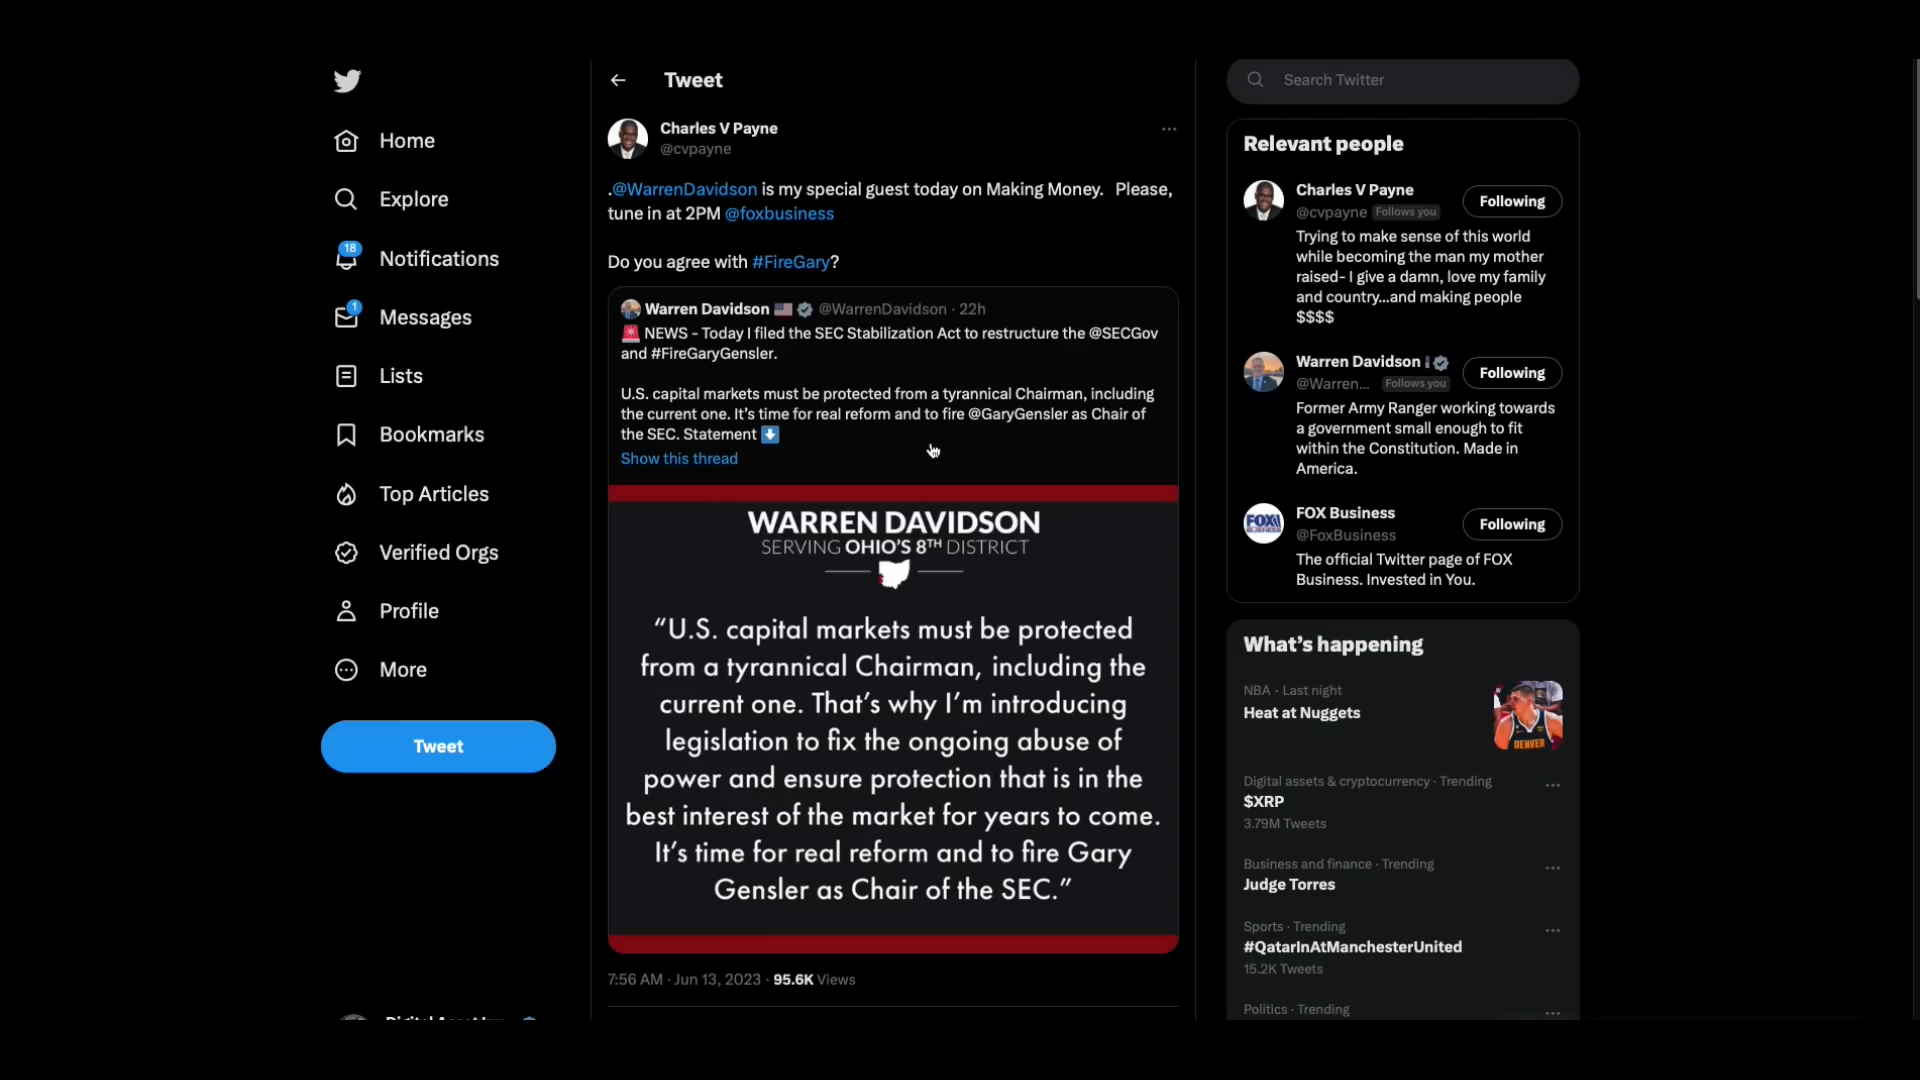 Home
Explore
18
Notifications
1
Messages
Lists
Bookmarks
Top Articles
Verified Orgs
Profile
More
Tweet
Tweet
Charles V Payne
@cvpayne
.@WarrenDavidson is my special guest today on Making Money. Please,
tune in at 2PM @foxbusiness
Do you agree with #FireGary?
Warren Davidson @WarrenDavidson · 22h
NEWS - Today I filed the SEC Stabilization Act to restructure the @SECGov
and #FireGaryGensler.
U.S. capital markets must be protected from a tyrannical Chairman, including
the current one. It's time for real reform and to fire @GaryGensler as Chair of
the SEC. Statement
Show this thread
WARREN DAVIDSON
SERVING OHIO'S 8TH DISTRICT
“U.S. capital markets must be protected
from a tyrannical Chairman, including the
current one. That's why I'm introducing
legislation to fix the ongoing abuse of
power and ensure protection that is in the
best interest of the market for years to come.
It's time for real reform and to fire Gary
Gensler as Chair of the SEC.”
7:56 AM · Jun 13, 2023 · 95.6K Views
Search Twitter
Relevant people
Charles V Payne
@cvpayne Follows you
Following
Trying to make sense of this world
while becoming the man my mother
raised- I give a damn, love my family
and country...and making people
$$$$
Warren Davidson
@Warren... Follows you
Following
Former Army Ranger working towards
a government small enough to fit
within the Constitution. Made in
America.
FOX BUSINESS
FOX Business
@FoxBusiness
Following
The official Twitter page of FOX
Business. Invested in You.
What's happening
NBA · Last night
Heat at Nuggets
DENVER
Digital assets & cryptocurrency · Trending
$XRP
3.79M Tweets
Business and finance · Trending
Judge Torres
Sports · Trending
#QatarInAtManchesterUnited
15.2K Tweets
Politics · Trending